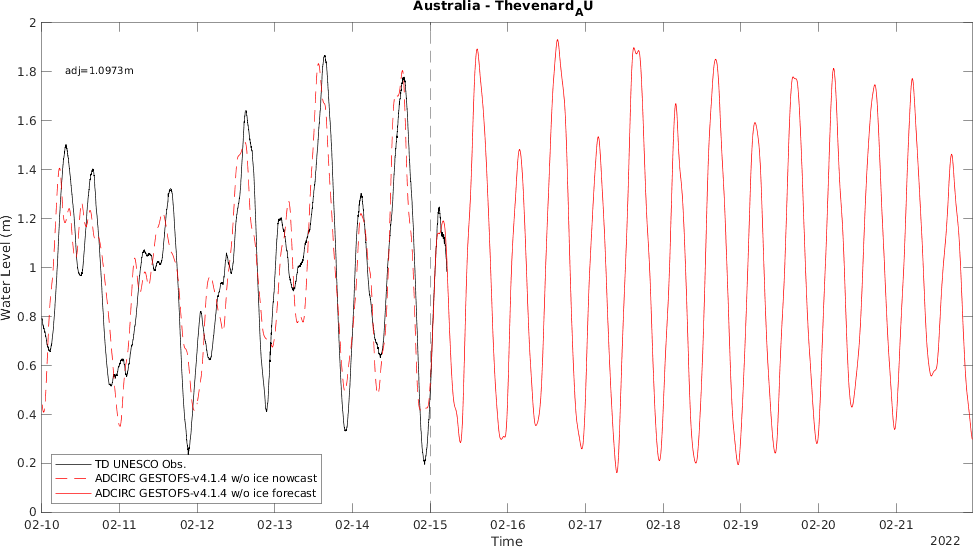 Australia - Thevenard_AU
adj=1.0973m
Water Level (m)
2
1.8
1.6
1.4
1.2
1
0.8
0.6
0.4
0.2
0
TD UNESCO Obs.
ADCIRC GESTOFS-v4.1.4 w/o ice nowcast
ADCIRC GESTOFS-v4.1.4 w/o ice forecast
02-10 02-11 02-12 02-13 02-14 02-15 02-16 02-17 02-18 02-19 02-20 02-21
Time
2022